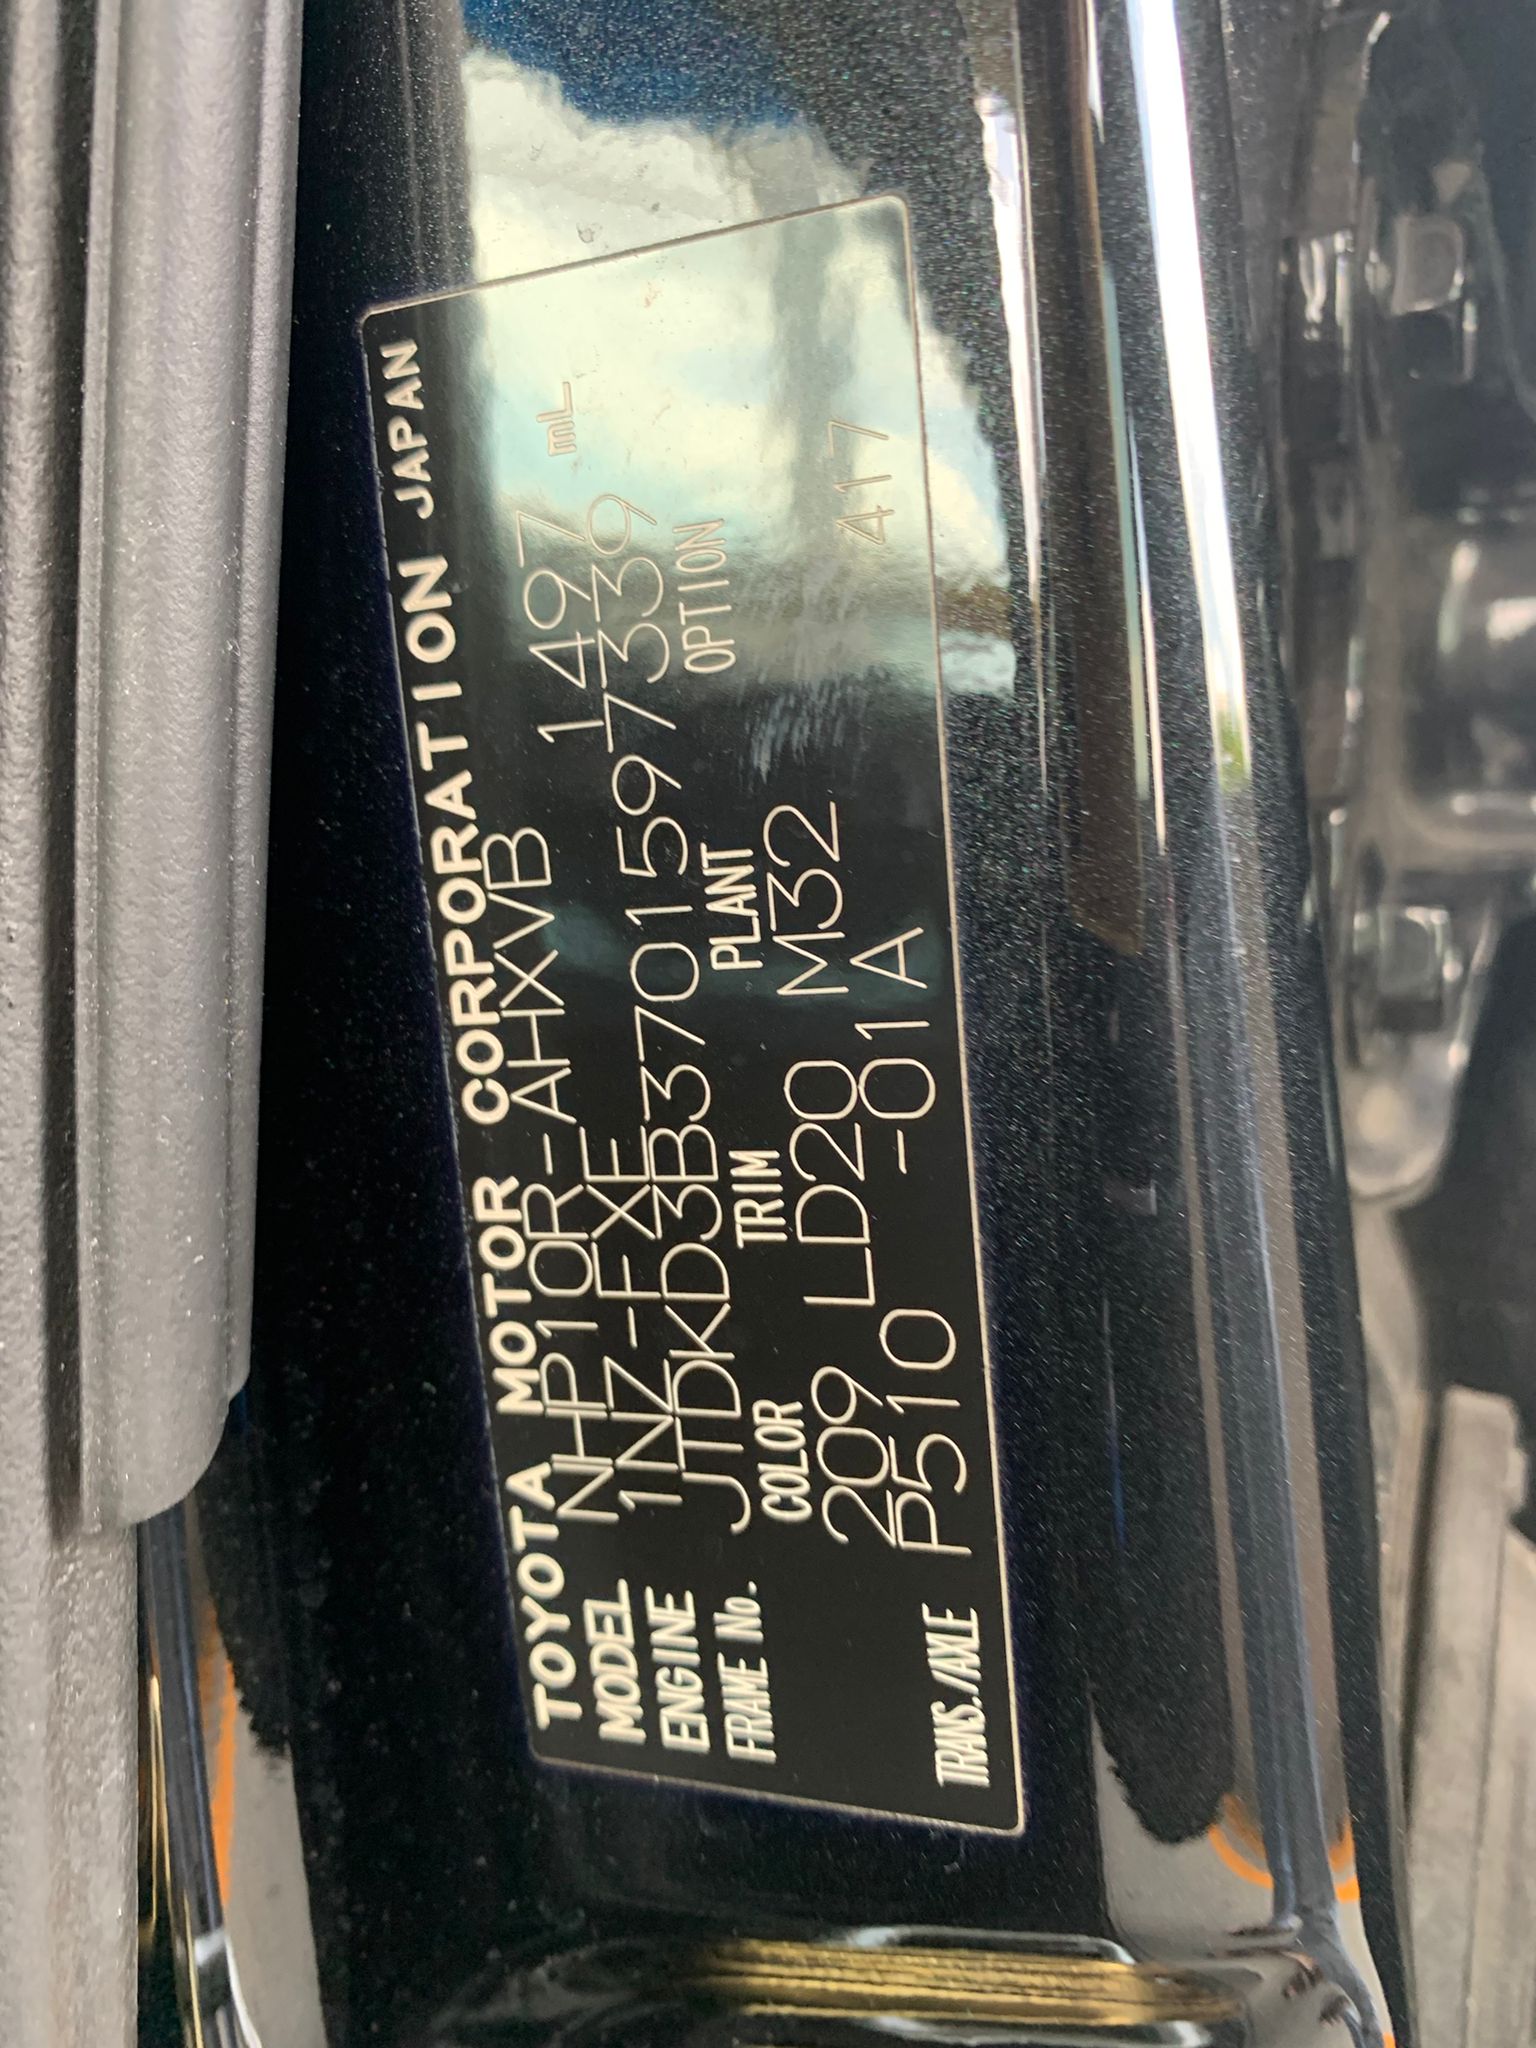 TOYOTA MOTOR CORPORATION JAPAN
MODEL NHP10R-AHXVB
ENGINE 1NZ-FXE 1497 mL
FRAME No. JTDKD3B3701597339
COLOR TRIM PLANT OPTION
209 LD20 M32 417
TRANS./AXLE P510 -01A